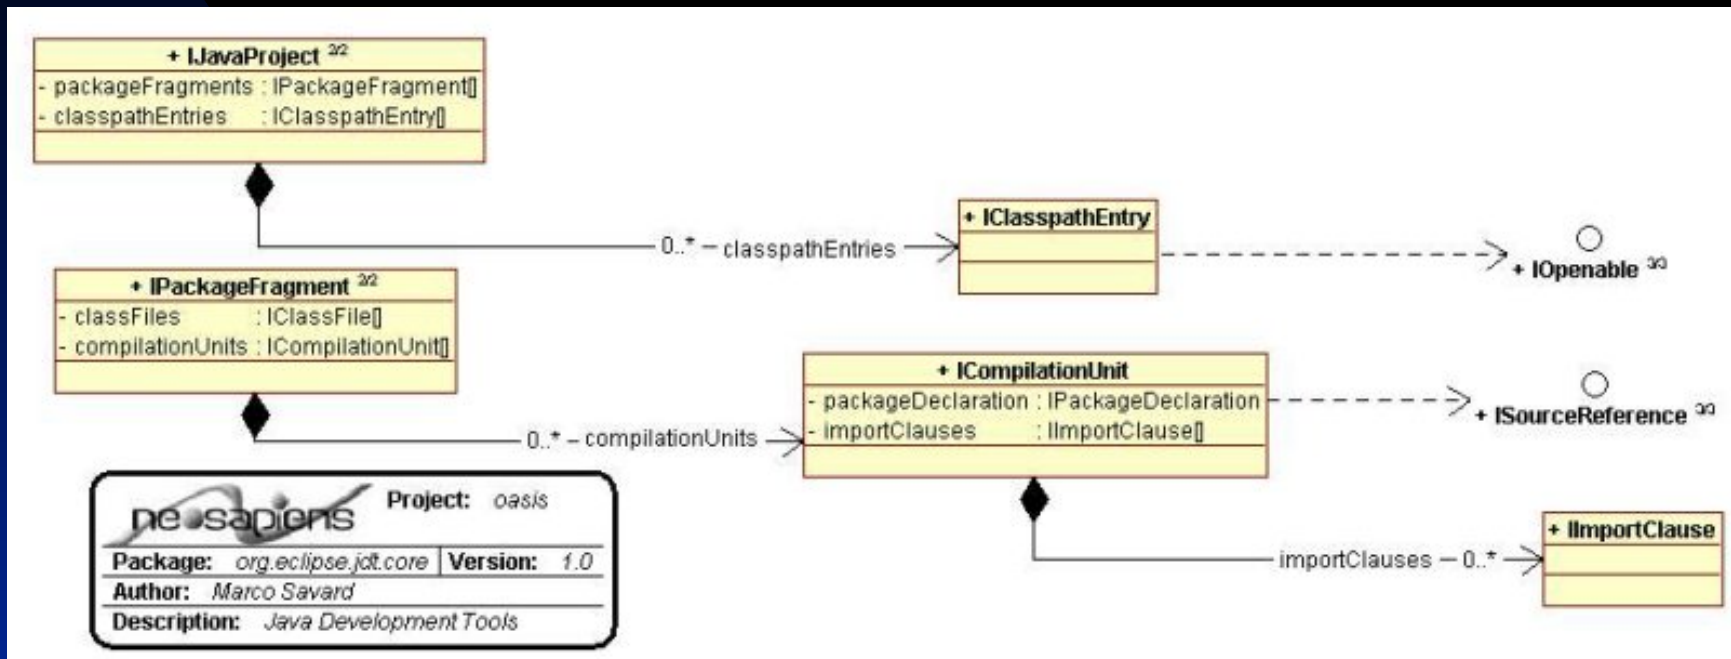 + IJavaProject 2/2
- packageFragments : IPackageFragment[]
- classpathEntries : IClasspathEntry[]
0..* – classpathEntries
+ IClasspathEntry
+ IOpenable
+ IPackageFragment 2/2
- classFiles : IClassFile[]
- compilationUnits : ICompilationUnit[]
0..* – compilationUnits
+ ICompilationUnit
- packageDeclaration : IPackageDeclaration
- importClauses : IImportClause[]
+ ISourceReference
importClauses – 0..*
+ IImportClause
neosapiens
Project: oasis
Package: org.eclipse.jdt.core Version: 1.0
Author: Marco Savard
Description: Java Development Tools